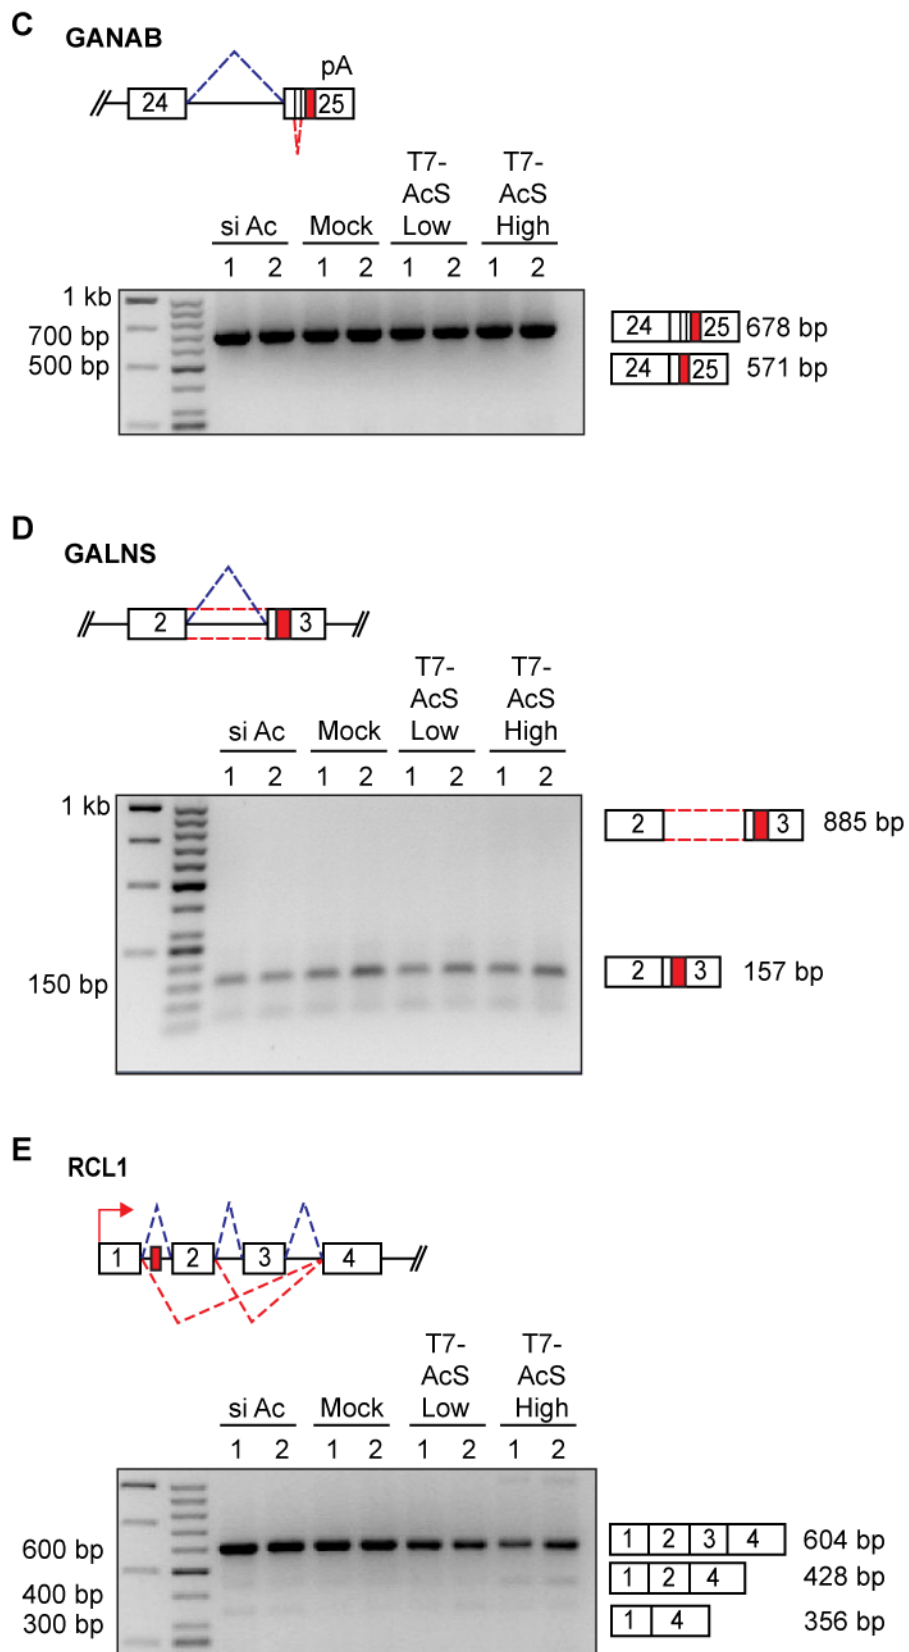 C
GANAB
pA
24 25
T7- T7-
AcS AcS
si Ac Mock Low High
1 2 1 2 1 2 1 2
1 kb
700 bp
500 bp
24 25 678 bp
24 25 571 bp
D
GALNS
2 3
T7- T7-
AcS AcS
si Ac Mock Low High
1 2 1 2 1 2 1 2
1 kb
2 3 885 bp
2 3 157 bp
150 bp
E
RCL1
1 2 3 4
T7- T7-
AcS AcS
si Ac Mock Low High
1 2 1 2 1 2 1 2
600 bp
400 bp
300 bp
1 2 3 4 604 bp
1 2 4 428 bp
1 4 356 bp